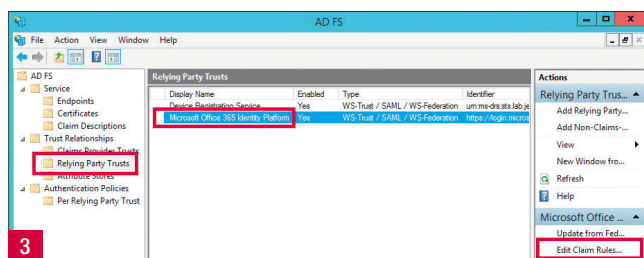 AD FS
File Action View Window Help
AD FS
Service
Endpoints
Certificates
Claim Descriptions
Trust Relationships
Claims Provider Trusts
Relying Party Trusts
Attribute Stores
Authentication Policies
Per Relying Party Trust
Relying Party Trusts
Display Name Enabled Type Identifier
Device Registration Service Yes WS-Trust / SAML / WS-Federation urn:ms-drs:sts.lab.je
Microsoft Office 365 Identity Platform Yes WS-Trust / SAML / WS-Federation https://login.micros
Actions
Relying Party Trus...
Add Relying Party...
Add Non-Claims-...
View
New Window fro...
Refresh
Help
Microsoft Office ...
Update from Fed...
Edit Claim Rules...
3